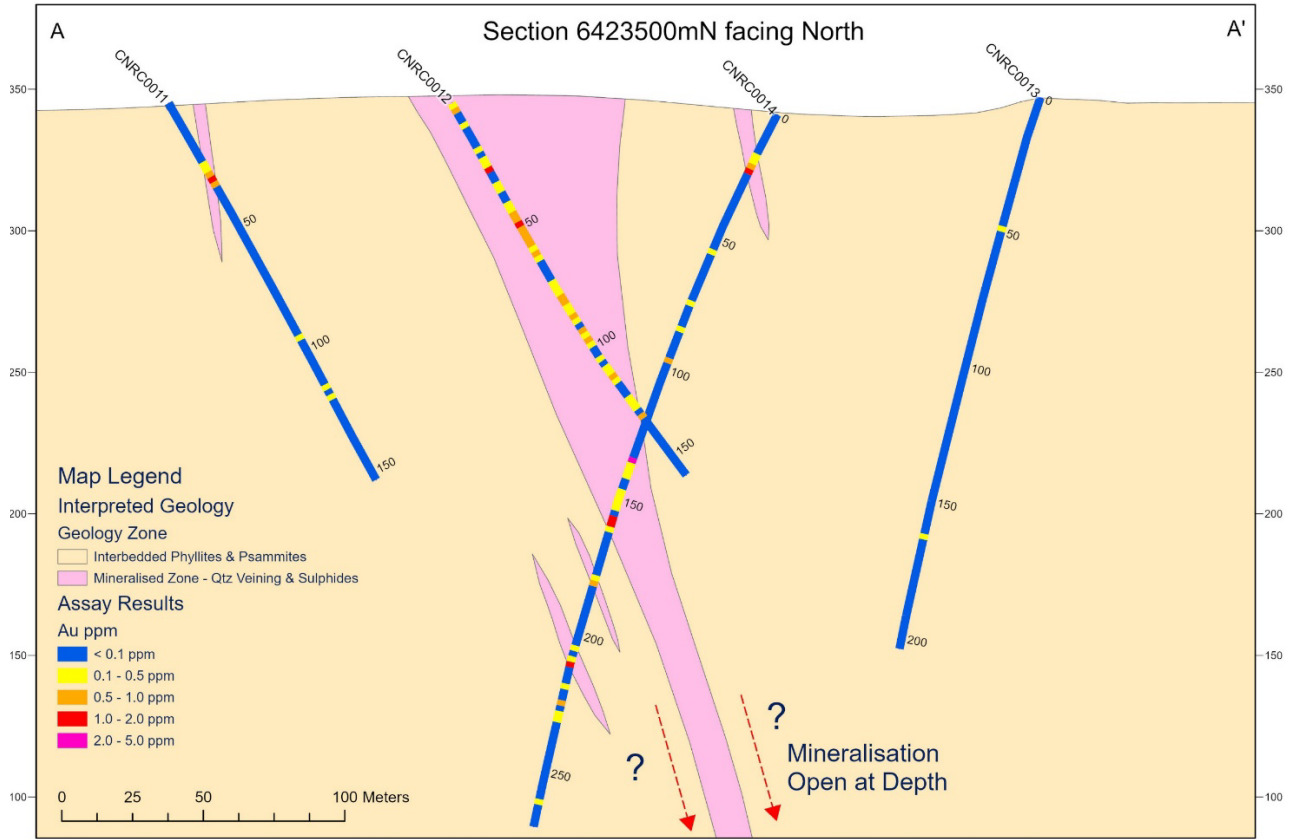 A
Section 6423500mN facing North
A'
CNRC0011
CNRC0012
CNRC0014
0
CNRC0013
0
350
350
50
50
50
50
300
300
100
100
100
100
250
250
150
150
150
150
200
200
200
200
150
150
250
100
100
Map Legend
Interpreted Geology
Geology Zone
Interbedded Phyllites & Psammites
Mineralised Zone - Qtz Veining & Sulphides
Assay Results
Au ppm
< 0.1 ppm
0.1 - 0.5 ppm
0.5 - 1.0 ppm
1.0 - 2.0 ppm
2.0 - 5.0 ppm
0 25 50 100 Meters
?
?
Mineralisation
Open at Depth